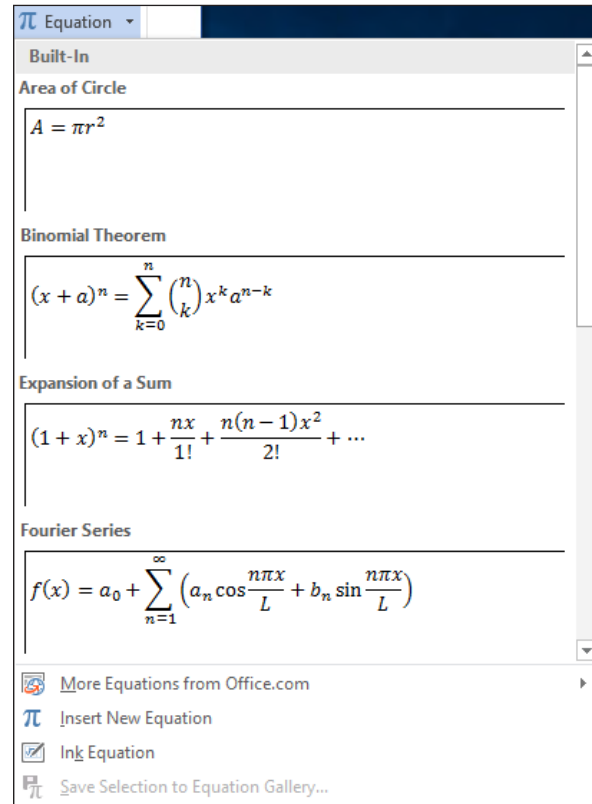 π Equation
Built-In
Area of Circle
A = πr²
Binomial Theorem
(x + a)ⁿ = ∑_{k=0}^{n} (n k) xᵏaⁿ⁻ᵏ
Expansion of a Sum
(1 + x)ⁿ = 1 + nx/1! + n(n − 1)x²/2! + ⋯
Fourier Series
f(x) = a₀ + ∑_{n=1}^{∞} (aₙ cos nπx/L + bₙ sin nπx/L)
More Equations from Office.com
π Insert New Equation
Ink Equation
π Save Selection to Equation Gallery...